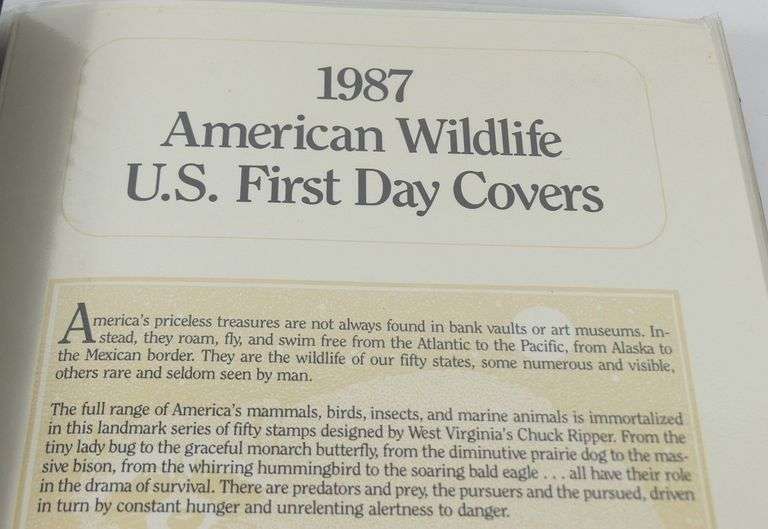 1987
American Wildlife
U.S. First Day Covers
America's priceless treasures are not always found in bank vaults or art museums. In-
stead, they roam, fly, and swim free from the Atlantic to the Pacific, from Alaska to
the Mexican border. They are the wildlife of our fifty states, some numerous and visible,
others rare and seldom seen by man.
The full range of America's mammals, birds, insects, and marine animals is immortalized
in this landmark series of fifty stamps designed by West Virginia's Chuck Ripper. From the
tiny lady bug to the graceful monarch butterfly, from the diminutive prairie dog to the mas-
sive bison, from the whirring hummingbird to the soaring bald eagle . . . all have their role
in the drama of survival. There are predators and prey, the pursuers and the pursued, driven
in turn by constant hunger and unrelenting alertness to danger.